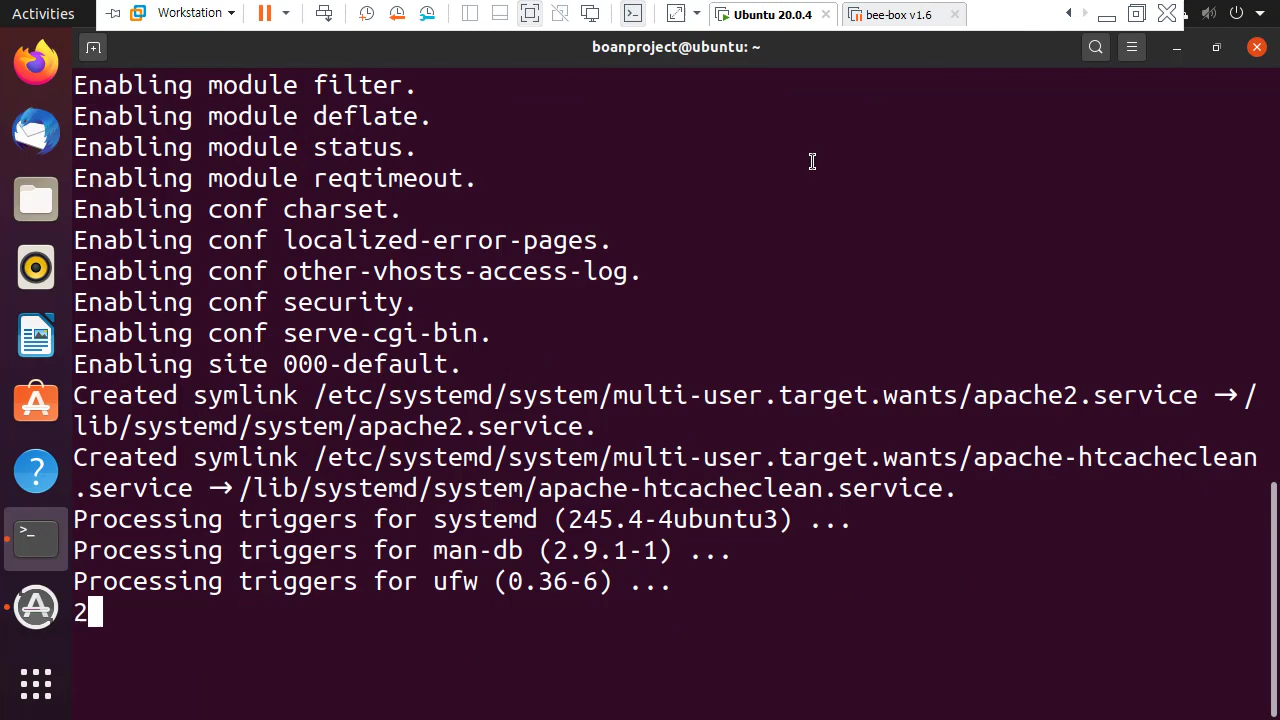 Activities
Workstation
Ubuntu 20.0.4
bee-box v1.6
boanproject@ubuntu: ~
Enabling module filter.
Enabling module deflate.
Enabling module status.
Enabling module reqtimeout.
Enabling conf charset.
Enabling conf localized-error-pages.
Enabling conf other-vhosts-access-log.
Enabling conf security.
Enabling conf serve-cgi-bin.
Enabling site 000-default.
Created symlink /etc/systemd/system/multi-user.target.wants/apache2.service → /
lib/systemd/system/apache2.service.
Created symlink /etc/systemd/system/multi-user.target.wants/apache-htcacheclean
.service → /lib/systemd/system/apache-htcacheclean.service.
Processing triggers for systemd (245.4-4ubuntu3) ...
Processing triggers for man-db (2.9.1-1) ...
Processing triggers for ufw (0.36-6) ...
2